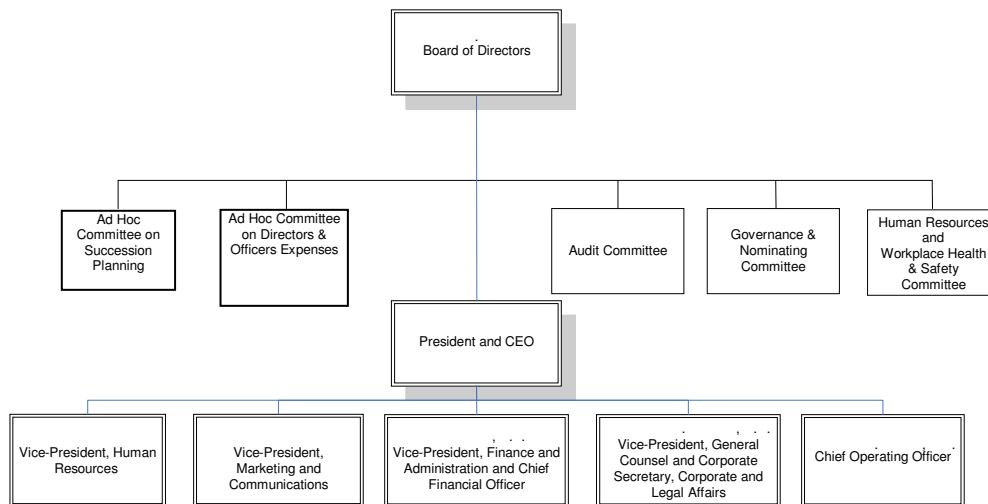 Board of Directors
Ad Hoc
Committee on
Succession
Planning
Ad Hoc Committee
on Directors &
Officers Expenses
Audit Committee
Governance &
Nominating
Committee
Human Resources
and
Workplace Health
& Safety
Committee
President and CEO
Vice-President, Human
Resources
Vice-President,
Marketing and
Communications
Vice-President, Finance and
Administration and Chief
Financial Officer
Vice-President, General
Counsel and Corporate
Secretary, Corporate and
Legal Affairs
Chief Operating Officer